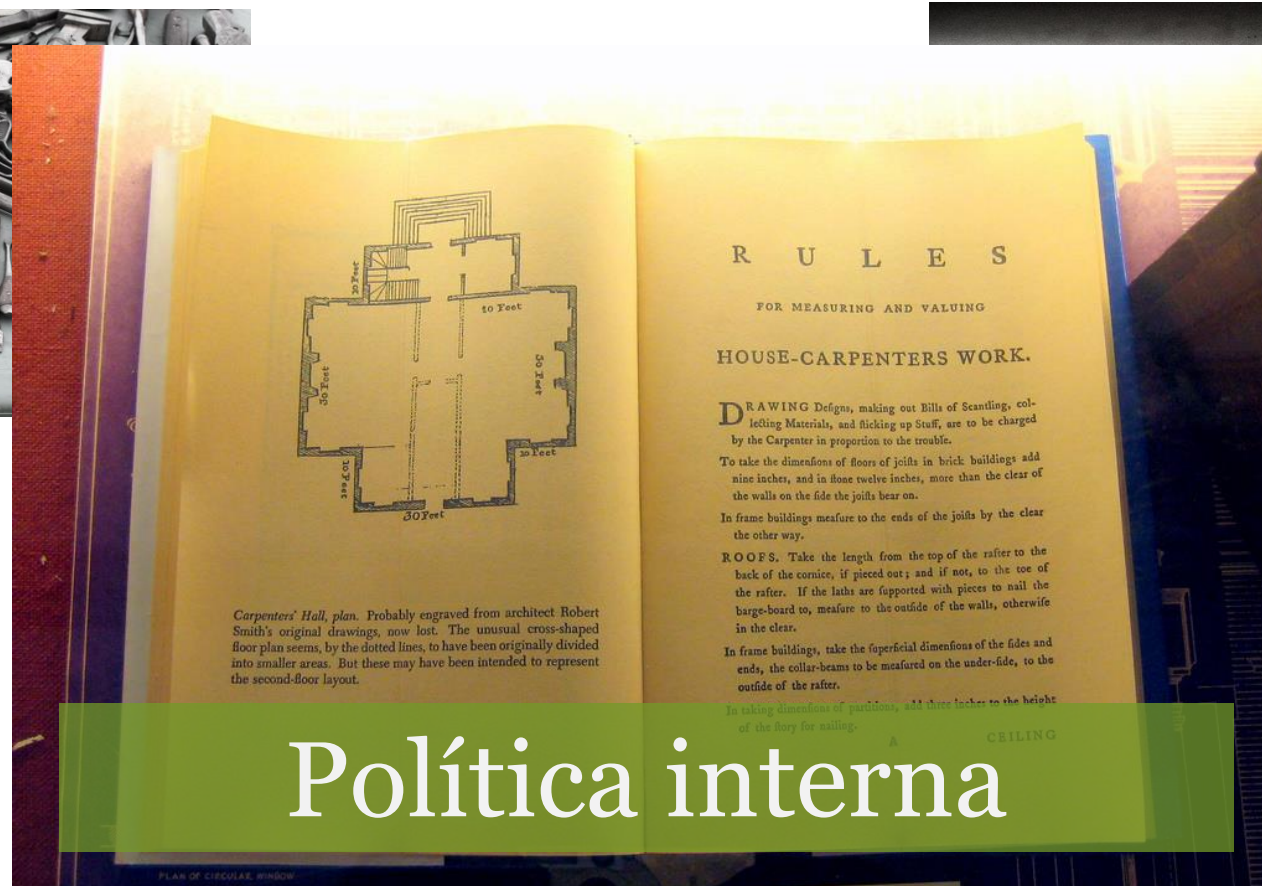 10 Feet
10 Feet
30 Feet
50 Feet
10 Feet
10 Feet
30 Feet
Carpenters' Hall, plan. Probably engraved from architect Robert
Smith's original drawings, now lost. The unusual cross-shaped
floor plan seems, by the dotted lines, to have been originally divided
into smaller areas. But these may have been intended to represent
the second-floor layout.
RULES
FOR MEASURING AND VALUING
HOUSE-CARPENTERS WORK.
DRAWING Deſigns, making out Bills of Scantling, col-
lecting Materials, and ſticking up Stuff, are to be charged
by the Carpenter in proportion to the trouble.
To take the dimenſions of floors of joiſts in brick buildings add
nine inches, and in ſtone twelve inches, more than the clear of
the walls on the ſide the joiſts bear on.
In frame buildings meaſure to the ends of the joiſts by the clear
the other way.
ROOFS. Take the length from the top of the rafter to the
back of the cornice, if pieced out; and if not, to the toe of
the rafter. If the laths are ſupported with pieces to nail the
barge-board to, meaſure to the outſide of the walls, otherwiſe
in the clear.
In frame buildings, take the ſuperficial dimenſions of the ſides and
ends, the collar-beams to be meaſured on the under-ſide, to the
outſide of the rafter.
In taking dimenſions of partitions, add three inches to the height
of the ſtory for nailing.
A CEILING
Política interna
PLAN OF CIRCULAR WINDOW